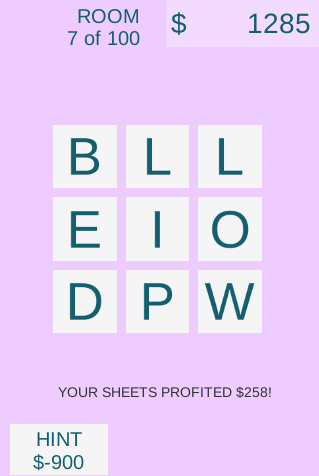 ROOM
7 of 100
$ 1285
B L L
E I O
D P W
YOUR SHEETS PROFITED $258!
HINT
$-900